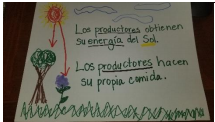 Los productores obtienen
su energía del Sol.
Los productores hacen
su propia comida.